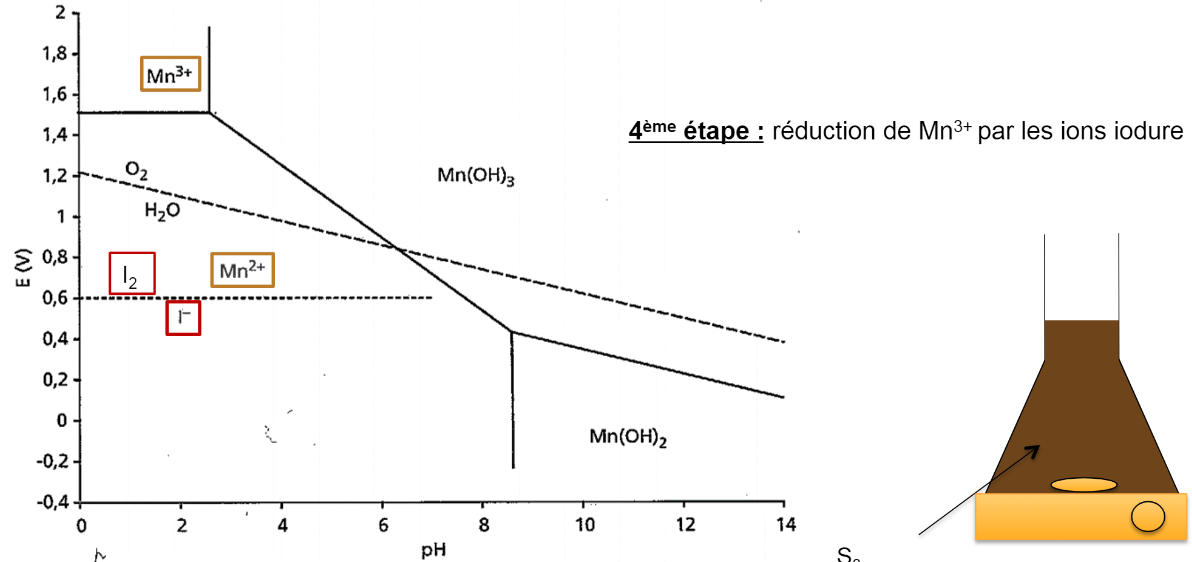 2
1,8
1,6
1,4
1,2
1
0,8
0,6
0,4
0,2
0
-0,2
-0,4
E (V)
Mn³⁺
O₂
H₂O
I₂
Mn²⁺
I⁻
Mn(OH)₃
Mn(OH)₂
0 2 4 6 8 10 12 14
pH
4ème étape : réduction de Mn³⁺ par les ions iodure